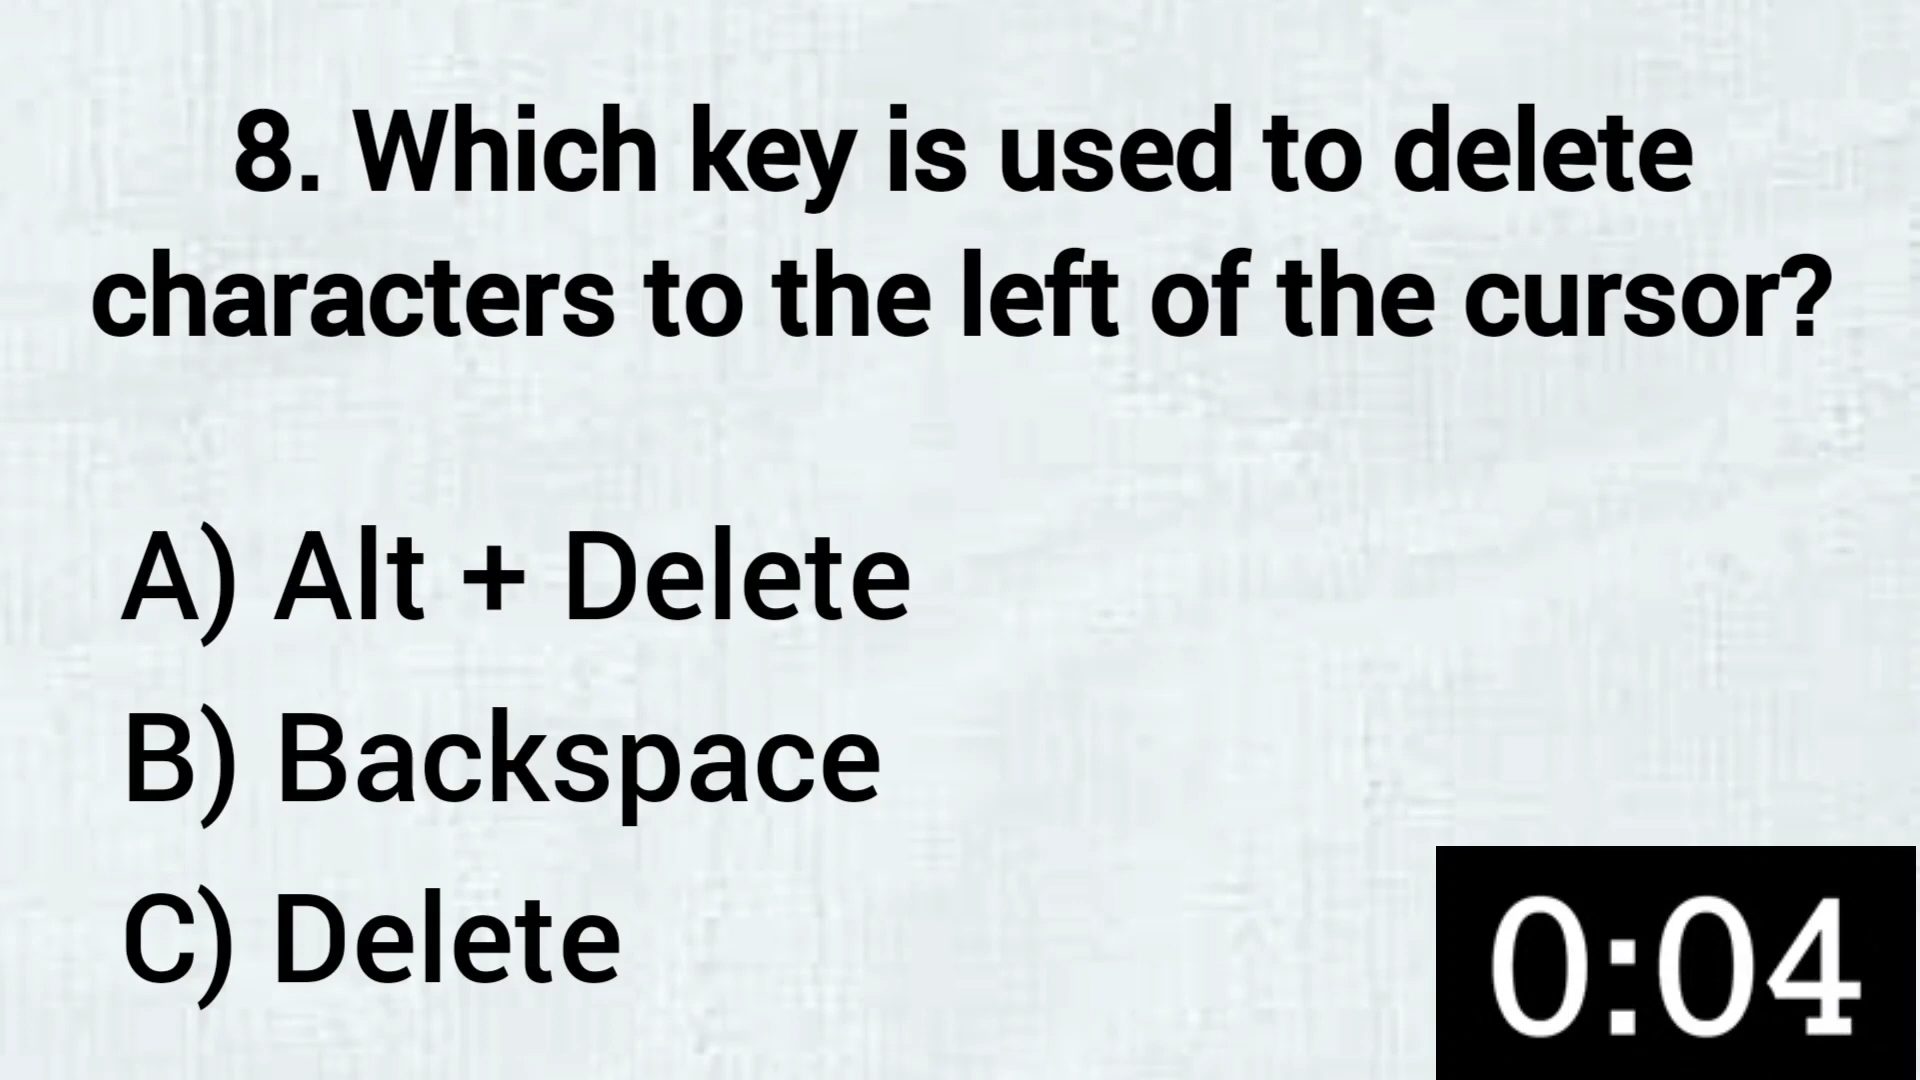 8. Which key is used to delete
characters to the left of the cursor?
A) Alt + Delete
B) Backspace
C) Delete
0:04